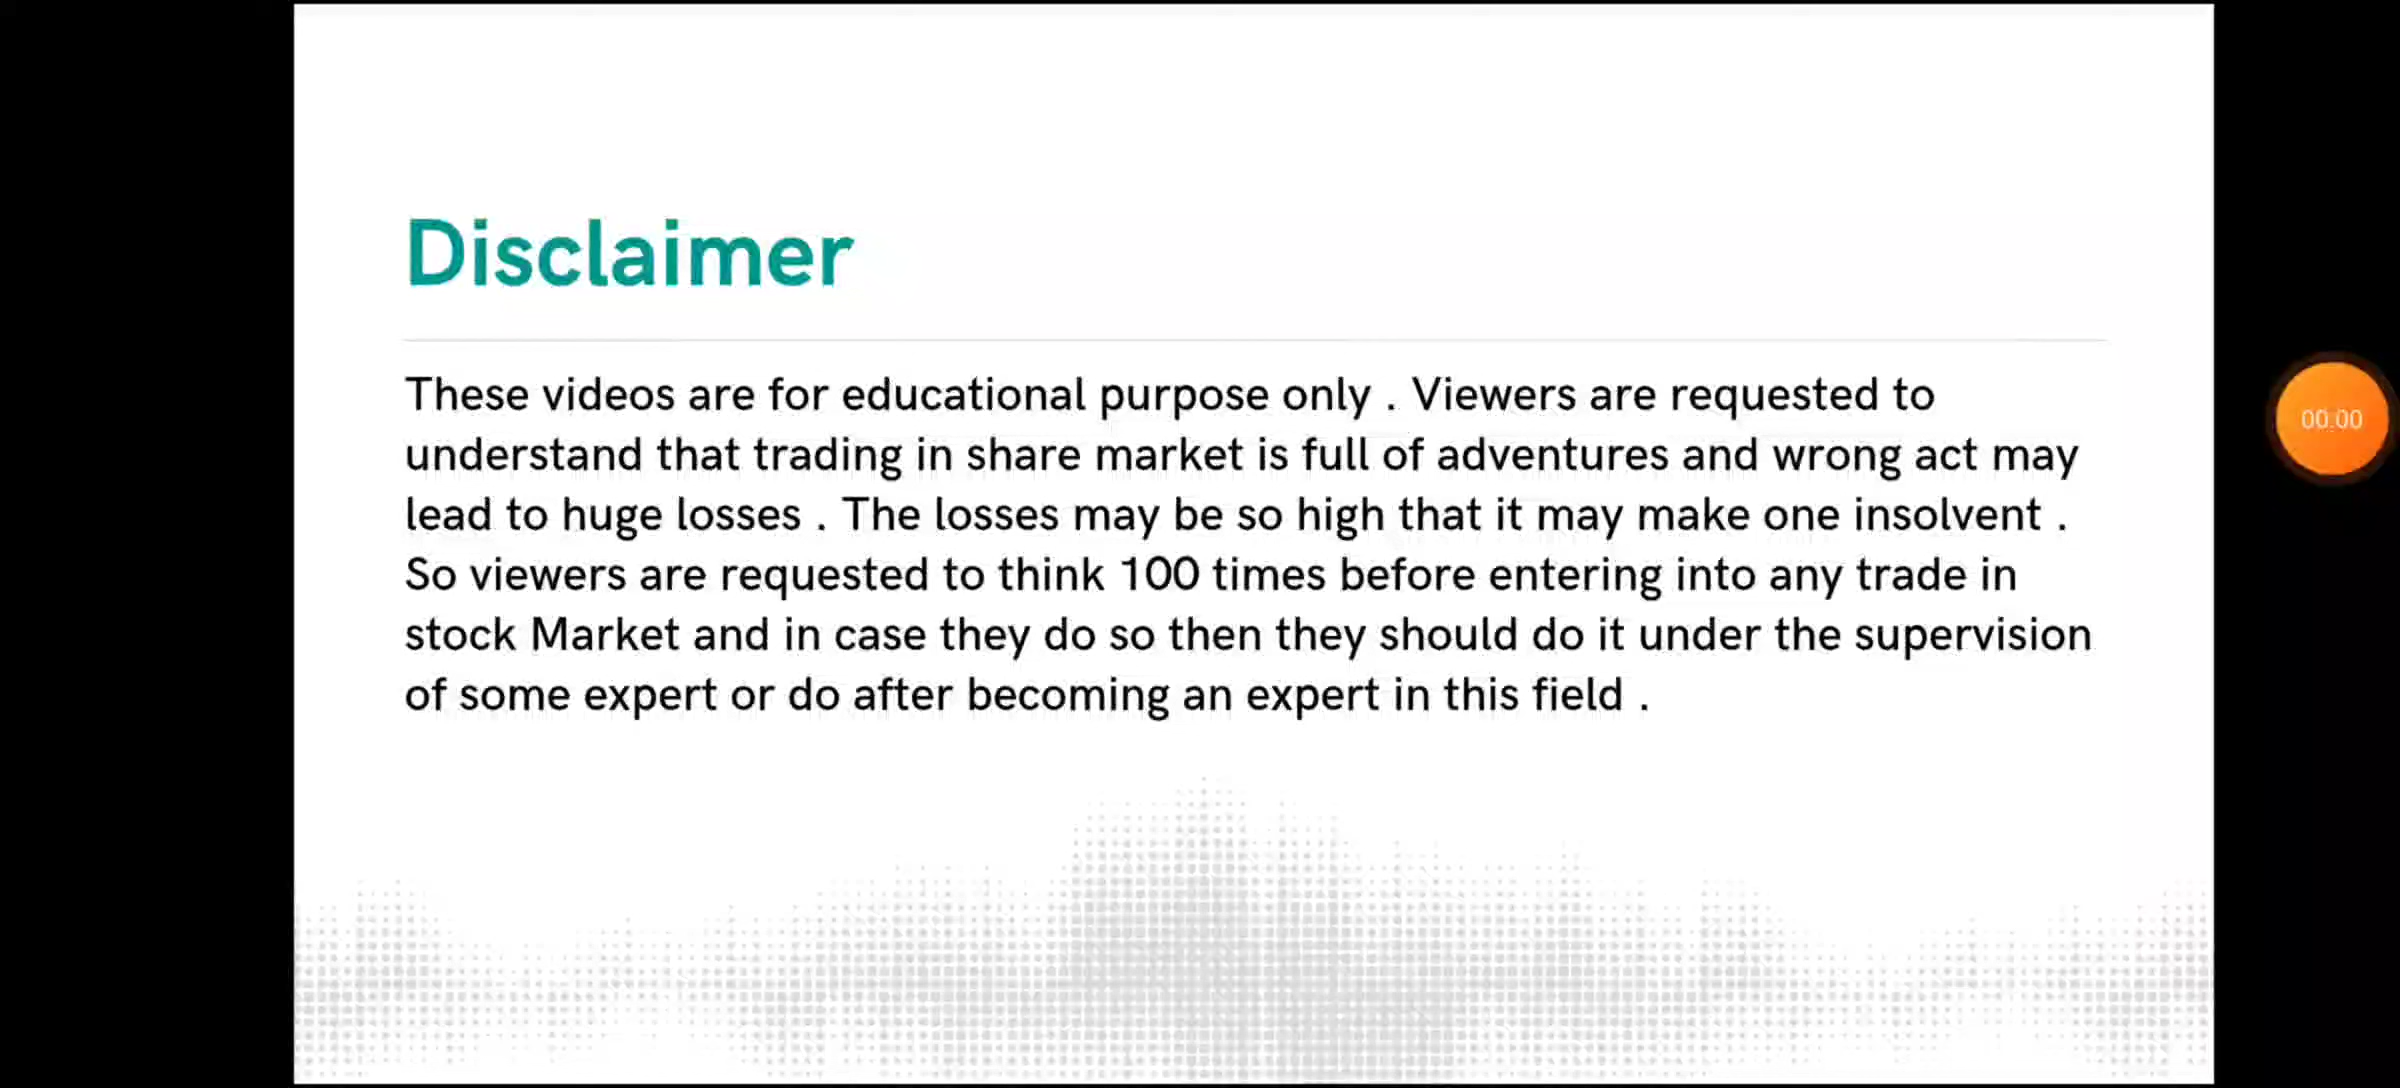 Disclaimer
These videos are for educational purpose only . Viewers are requested to
understand that trading in share market is full of adventures and wrong act may
lead to huge losses . The losses may be so high that it may make one insolvent .
So viewers are requested to think 100 times before entering into any trade in
stock Market and in case they do so then they should do it under the supervision
of some expert or do after becoming an expert in this field .
00:00